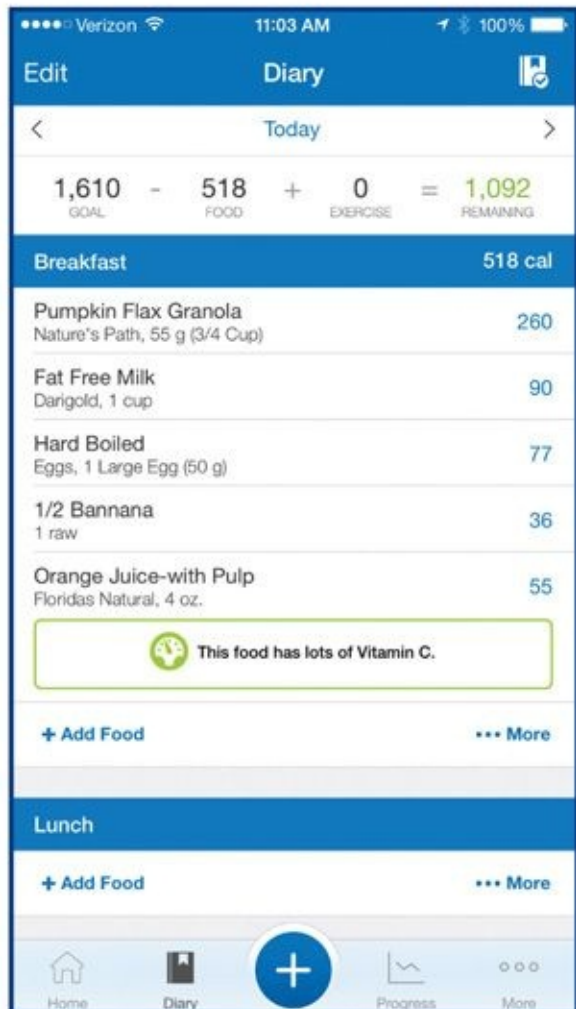 Verizon 11:03 AM 100%
Edit Diary
Today
1,610 - 518 + 0 = 1,092
GOAL FOOD EXERCISE REMAINING
Breakfast 518 cal
Pumpkin Flax Granola 260
Nature's Path, 55 g (3/4 Cup)
Fat Free Milk 90
Darigold, 1 cup
Hard Boiled 77
Eggs, 1 Large Egg (50 g)
1/2 Bannana 36
1 raw
Orange Juice-with Pulp 55
Floridas Natural, 4 oz.
This food has lots of Vitamin C.
+ Add Food ••• More
Lunch
+ Add Food ••• More
Home Diary + Progress More